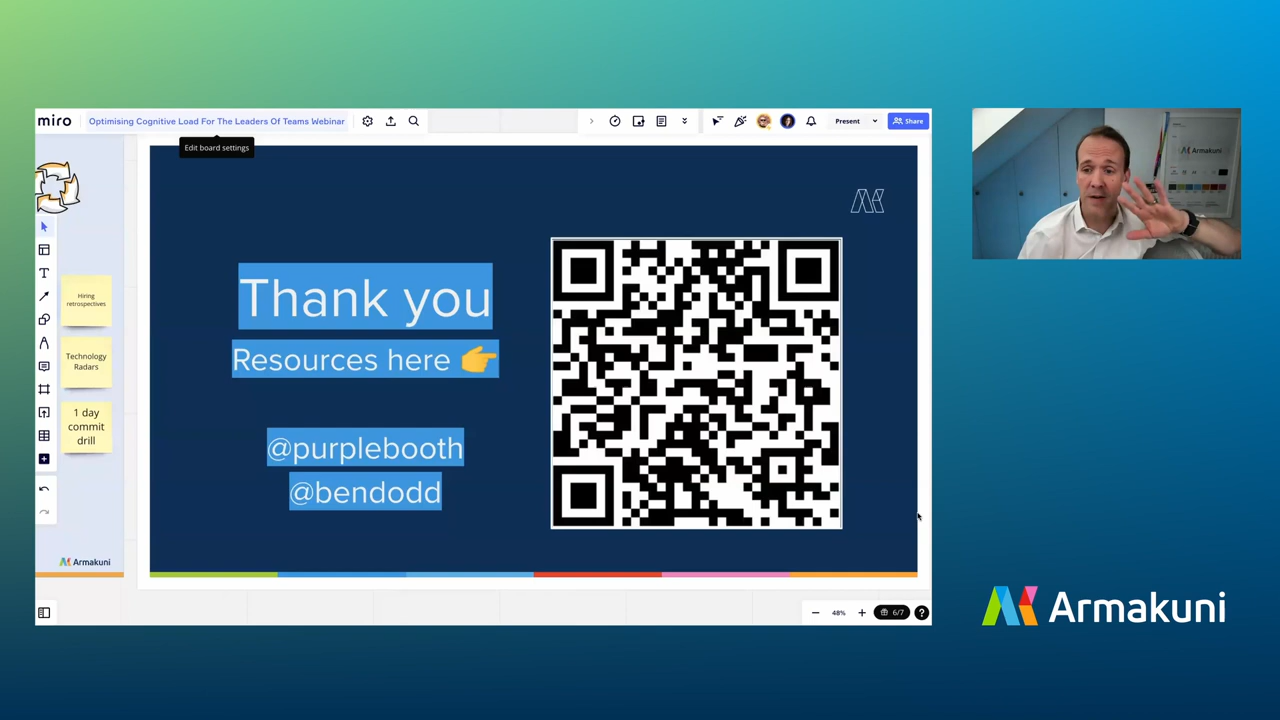 miro
Optimising Cognitive Load For The Leaders Of Teams Webinar
Present
Share
Edit board settings
Thank you
Resources here 👉
@purplebooth
@bendodd
Hiring
retrospectives
Technology
Radars
1 day
commit
drill
Armakuni
48%
6/7
?
Armakuni
Armakuni